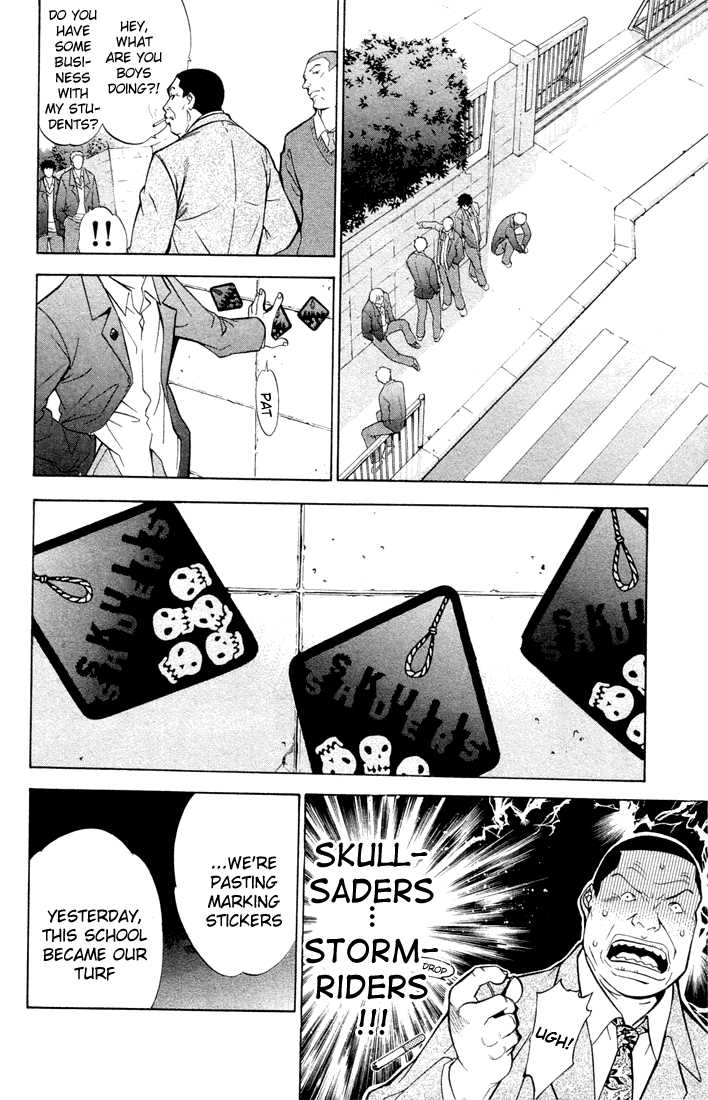 HEY,
WHAT
ARE YOU
BOYS
DOING?!
DO YOU
HAVE
SOME
BUSI-
NESS
WITH
MY STU-
DENTS?
!!
PAT
SKU
SADE
SKULL
SADERS
SKULL
SADERS
SKULL-
SADERS
...
STORM-
RIDERS
!!!
DROP
UGH!
...WE'RE
PASTING
MARKING
STICKERS
YESTERDAY,
THIS SCHOOL
BECAME OUR
TURF